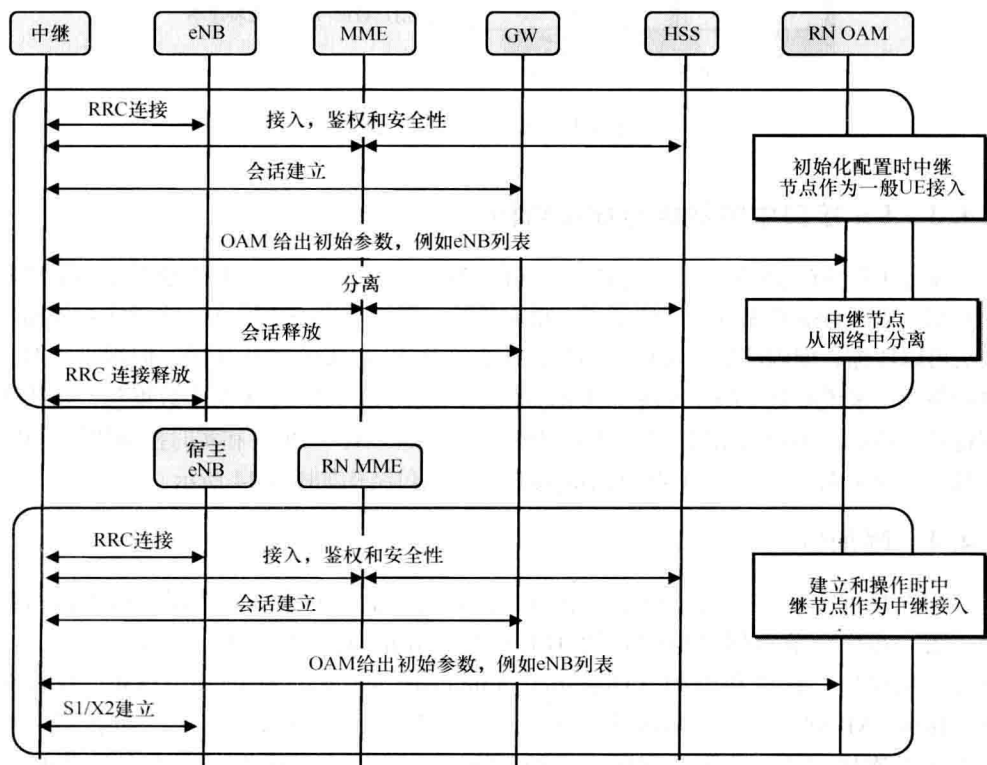 中继
eNB
MME
GW
HSS
RN OAM
RRC连接
接入，鉴权和安全性
初始化配置时中继
节点作为一般UE接入
会话建立
OAM 给出初始参数，例如eNB列表
分离
中继节点
从网络中分离
会话释放
RRC 连接释放
宿主
eNB
RN MME
RRC连接
接入，鉴权和安全性
建立和操作时中
继节点作为中继接入
会话建立
OAM给出初始参数，例如eNB列表
S1/X2建立